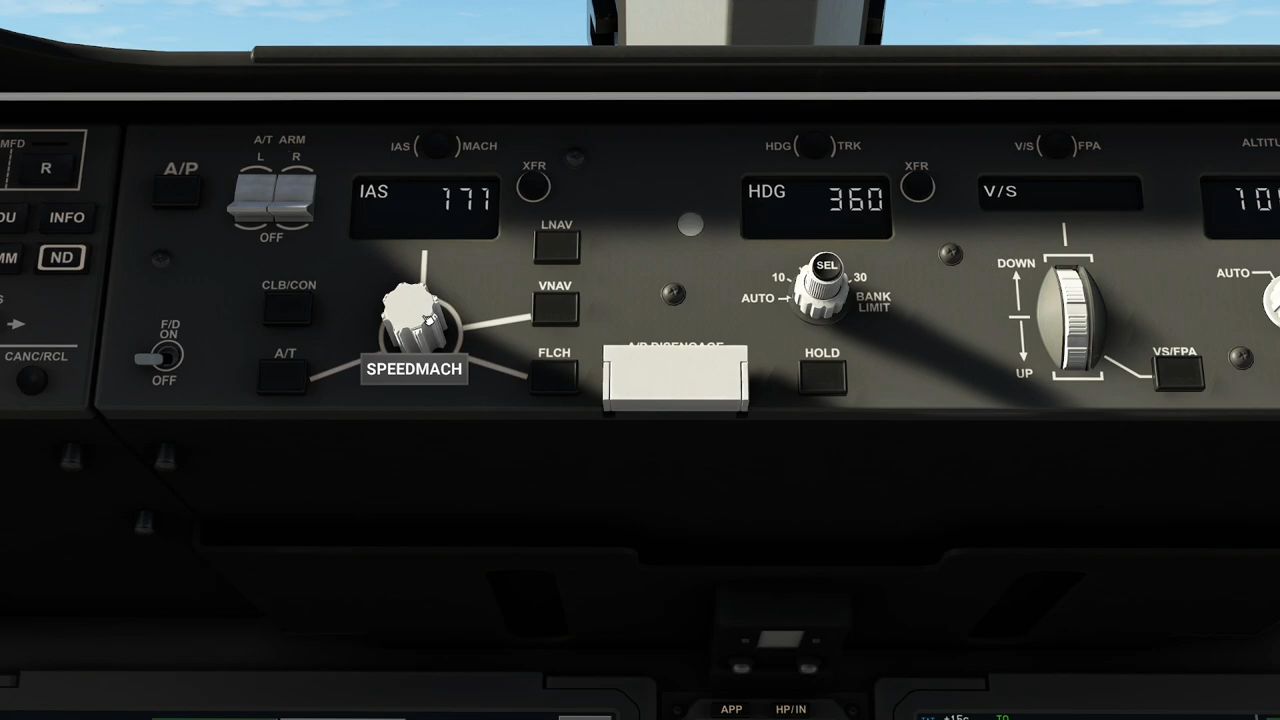 MFD
R
INFO
ND
CANC/RCL
A/P
A/T ARM
L R
OFF
CLB/CON
F/D
ON
OFF
A/T
IAS MACH
IAS 171
XFR
LNAV
VNAV
FLCH
SPEEDMACH
A/P DISENGAGE
HDG TRK
HDG 360
XFR
SEL
10 30
AUTO
BANK
LIMIT
HOLD
V/S FPA
V/S
DOWN
UP
VS/FPA
AUTO
APP HP/IN